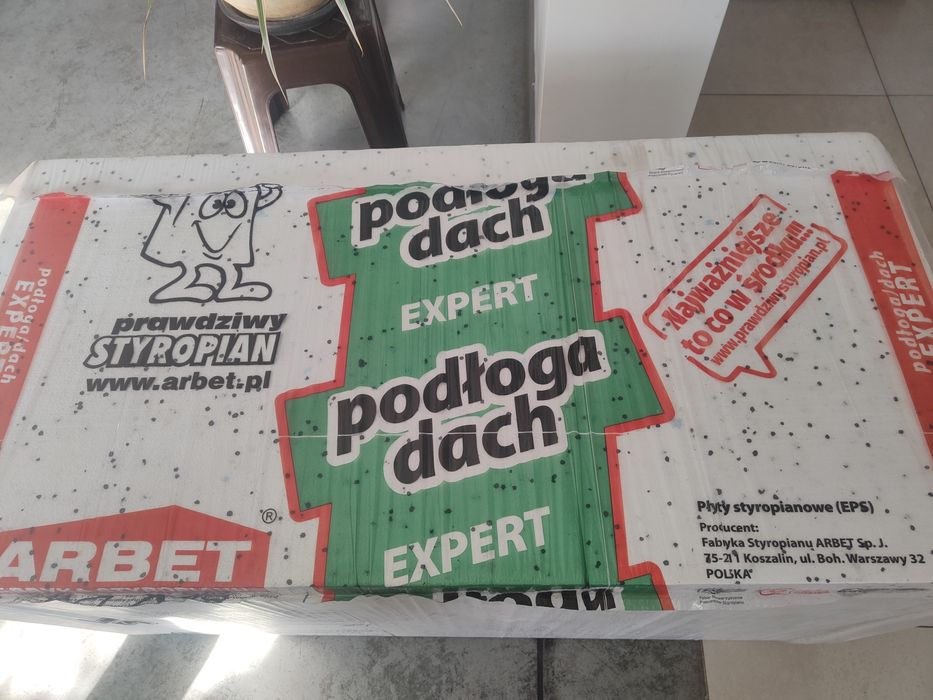 podłoga
dach
EXPERT
podłoga
dach
EXPERT
prawdziwy
STYROPIAN
www.arbet.pl
ARBET
®
podłoga/dach
EXPERT
Najważniejsze
to co w środku...
www.prawdziwystyropian.pl
podłoga/dach
EXPERT
Płyty styropianowe (EPS)
Producent:
Fabryka Styropianu ARBET Sp. J.
75-211 Koszalin, ul. Boh. Warszawy 32
POLSKA
podłoga